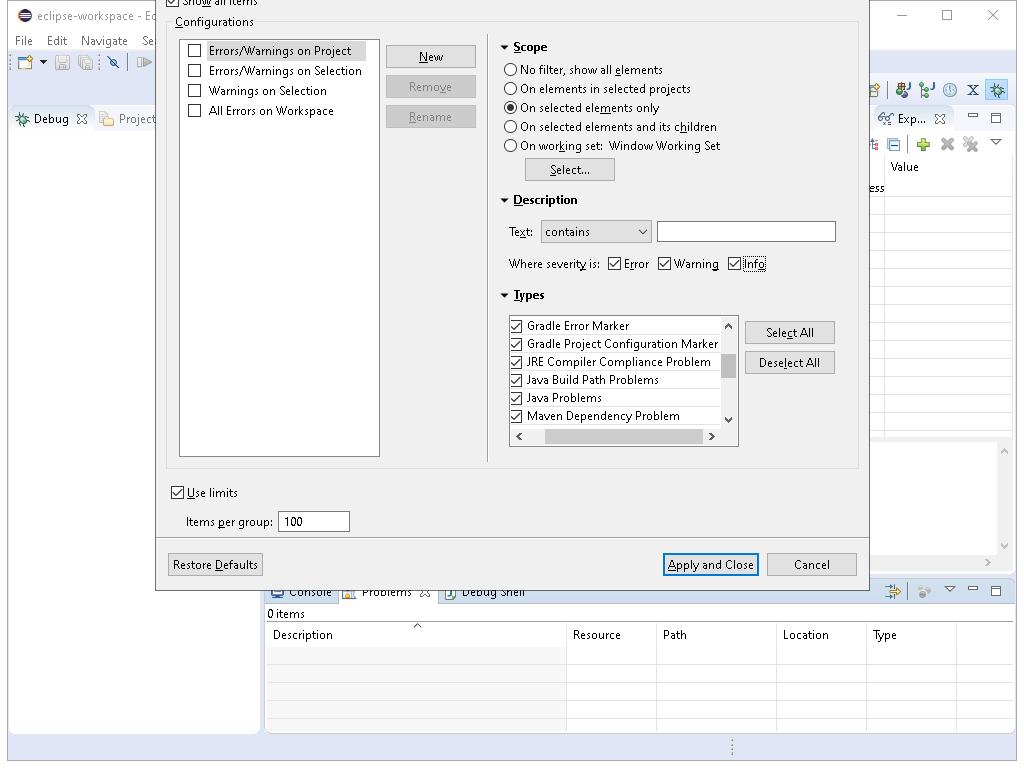 eclipse-workspace - Ec
Show all items
File Edit Navigate Se
Configurations
Errors/Warnings on Project
Errors/Warnings on Selection
Warnings on Selection
All Errors on Workspace
New
Remove
Rename
Scope
No filter, show all elements
On elements in selected projects
On selected elements only
On selected elements and its children
On working set: Window Working Set
Select...
Description
Text: contains
Where severity is: Error Warning Info
Types
Gradle Error Marker
Gradle Project Configuration Marker
JRE Compiler Compliance Problem
Java Build Path Problems
Java Problems
Maven Dependency Problem
Select All
Deselect All
Use limits
Items per group: 100
Restore Defaults
Apply and Close
Cancel
Debug
Project
Exp...
Value
ess
Console
Problems
Debug Shell
0 items
Description Resource Path Location Type